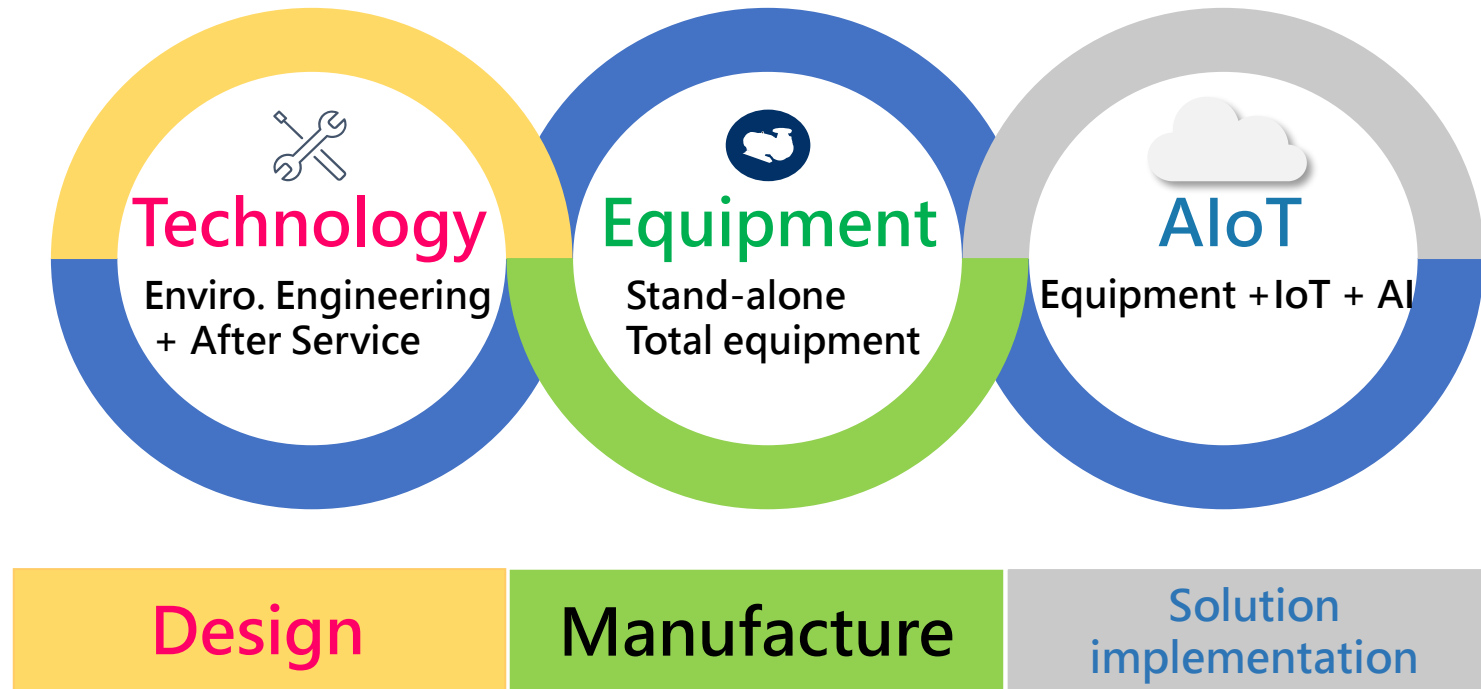 Technology
Enviro. Engineering
+ After Service
Equipment
Stand-alone
Total equipment
AIoT
Equipment +IoT + AI
Design
Manufacture
Solution
implementation